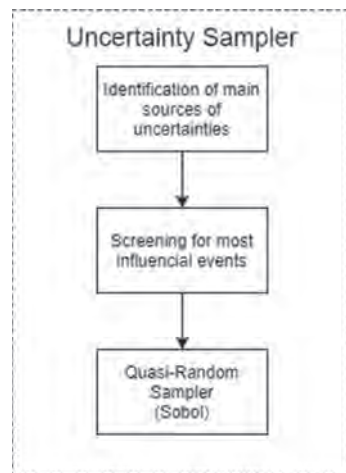 Uncertainty Sampler
Identification of main
sources of
uncertainties
Screening for most
influencial events
Quasi-Random
Sampler
(Sobol)